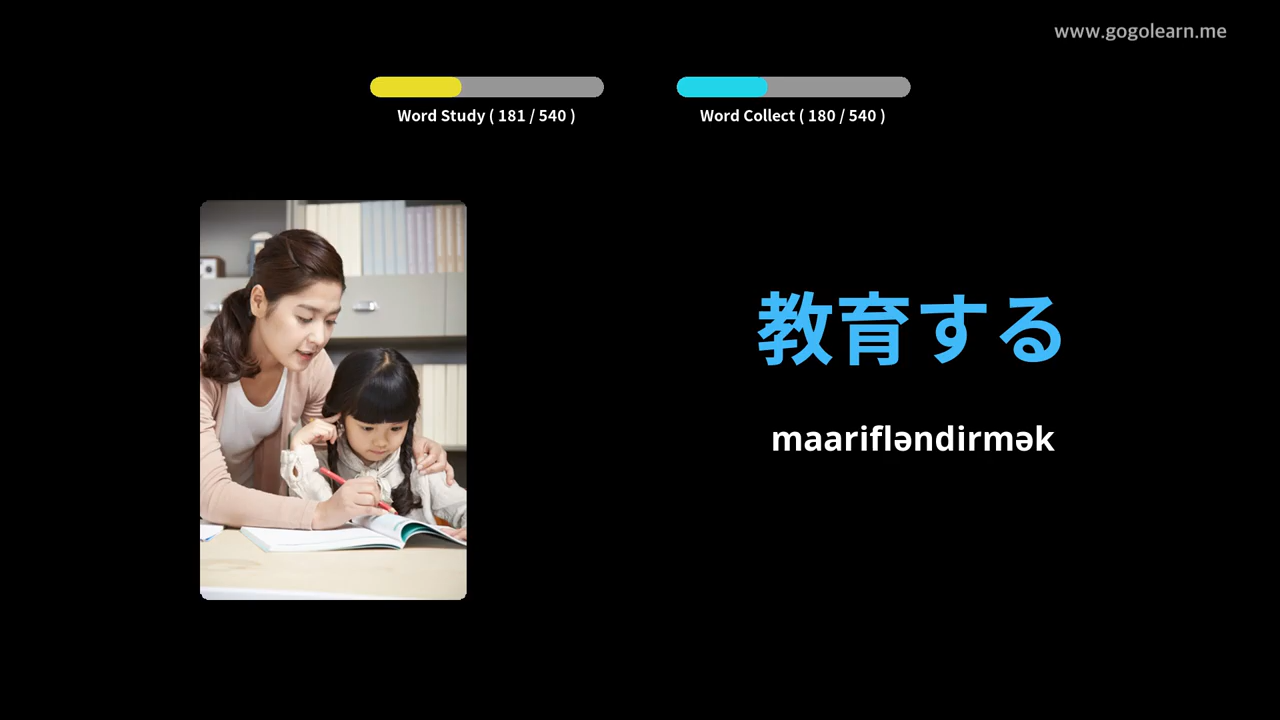 www.gogolearn.me
Word Study ( 181 / 540 )
Word Collect ( 180 / 540 )
教育する
maarifləndirmək